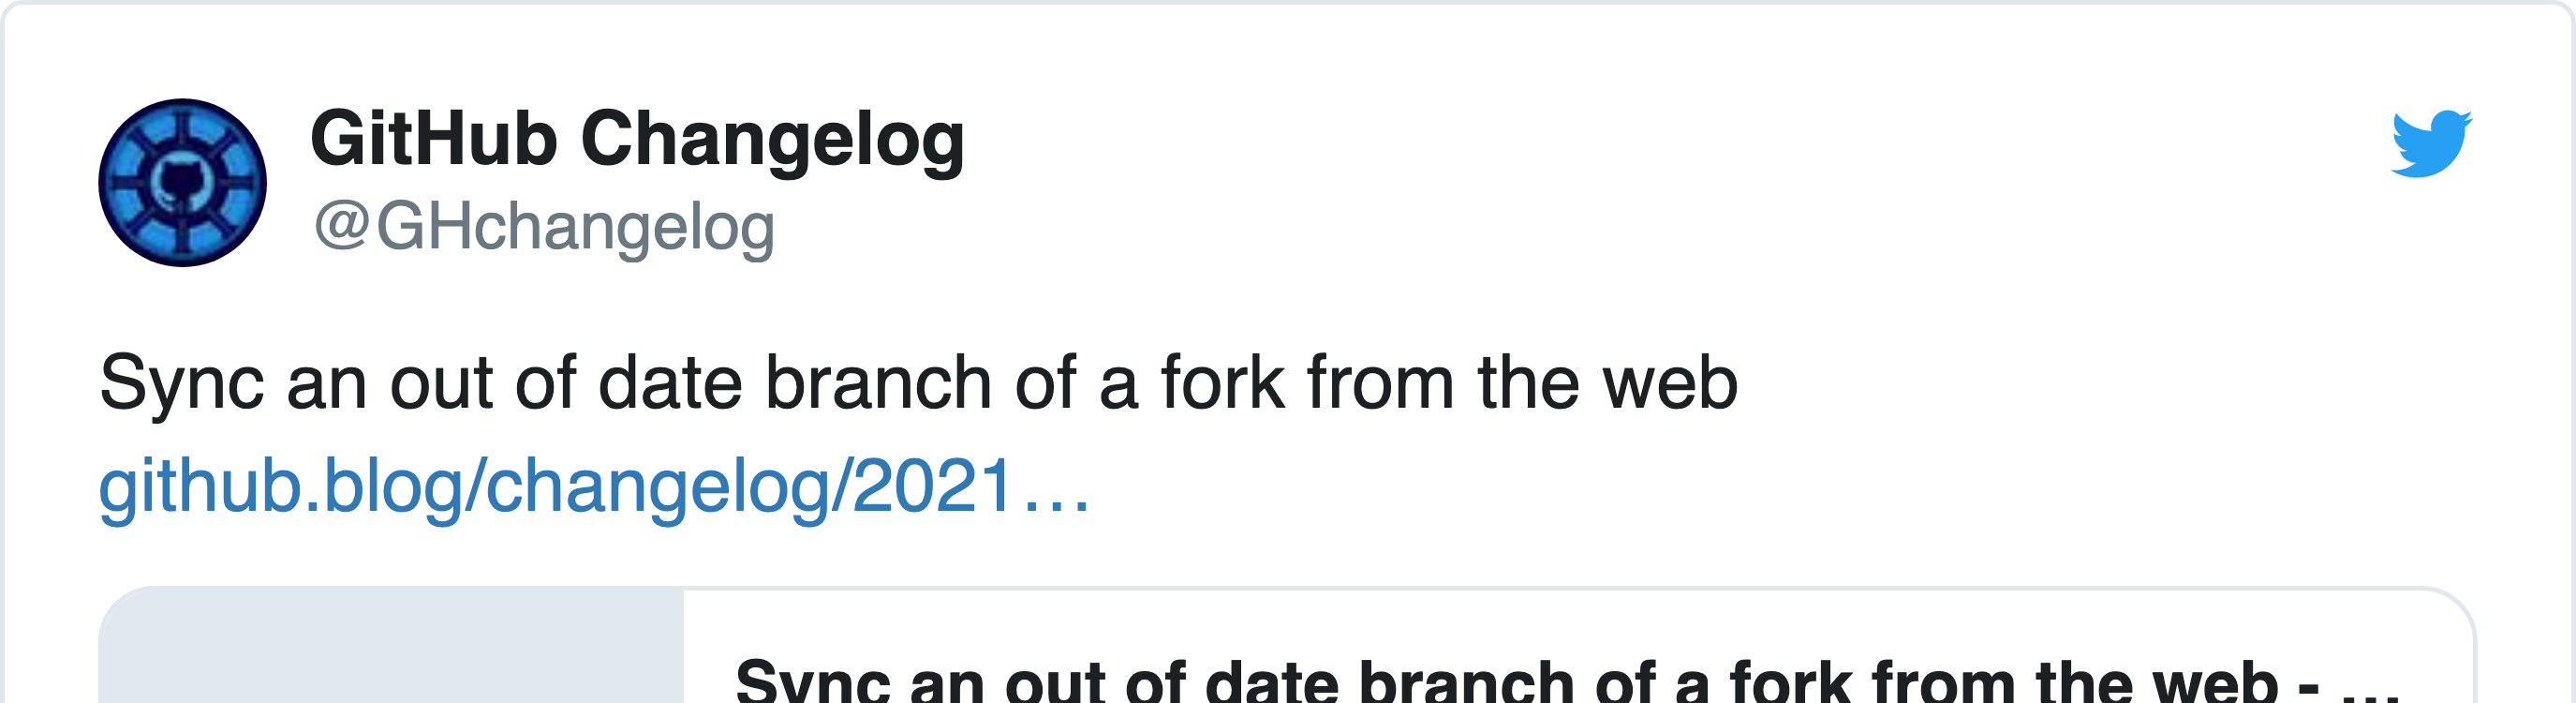 GitHub Changelog
@GHchangelog
Sync an out of date branch of a fork from the web
github.blog/changelog/2021…
Sync an out of date branch of a fork from the web - ...